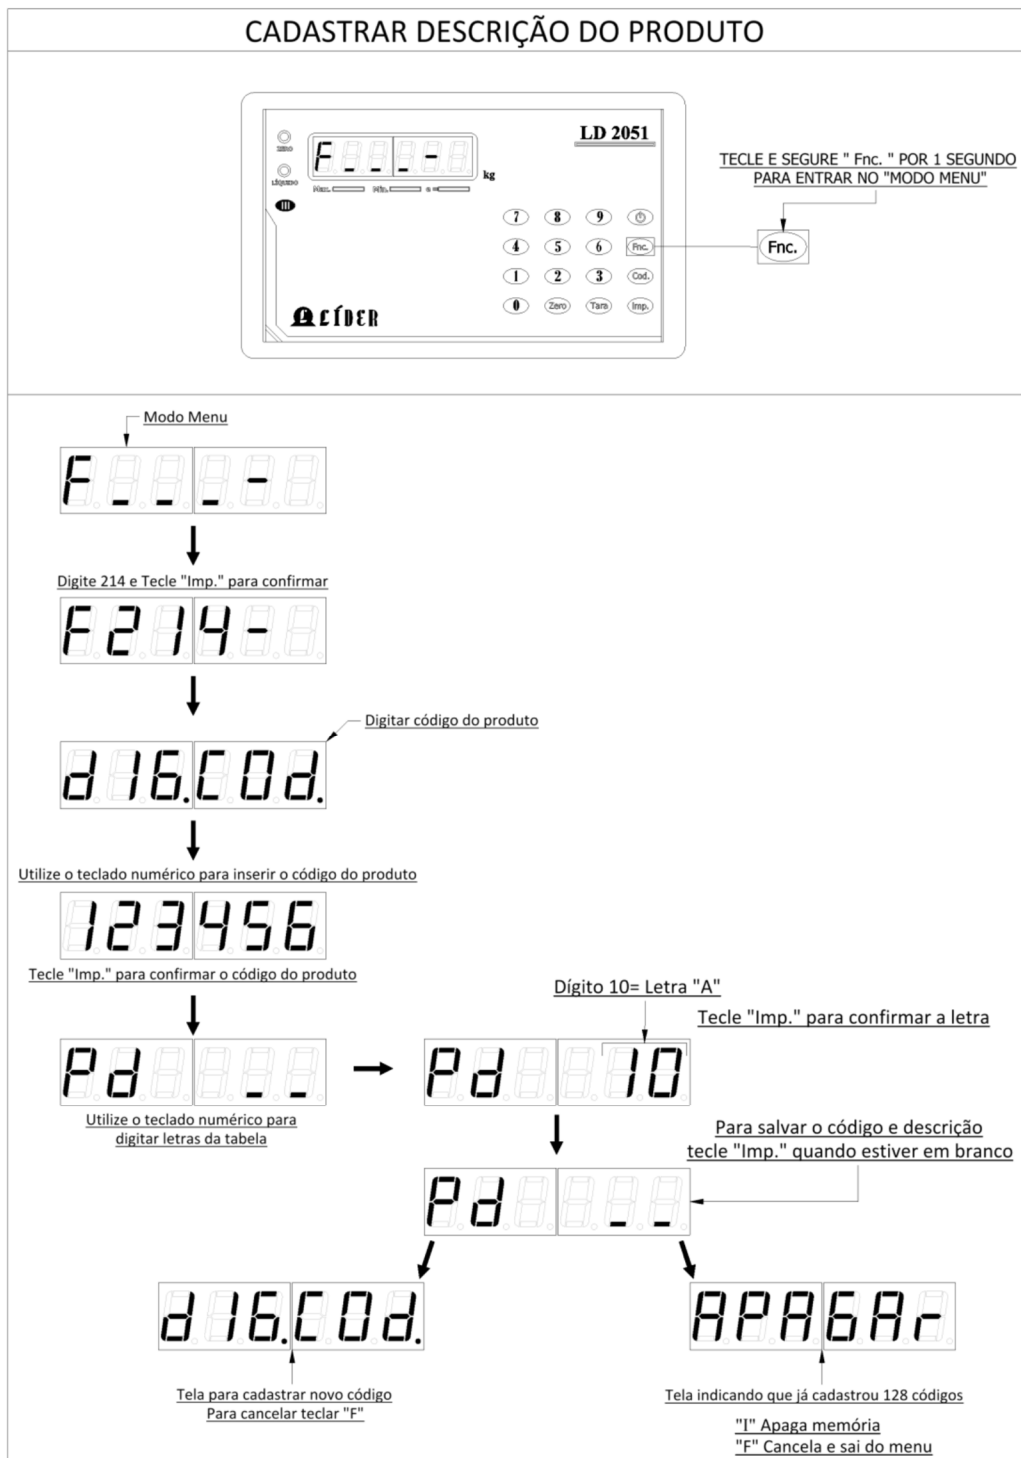 CADASTRAR DESCRIÇÃO DO PRODUTO
LD 2051
ZERO
F _ _ _ -
kg
LÍQUIDO
Max. Min. e =
III
7 8 9
4 5 6 Fnc.
1 2 3 Cod.
0 Zero Tara Imp.
LÍDER
TECLE E SEGURE " Fnc. " POR 1 SEGUNDO
PARA ENTRAR NO "MODO MENU"
Fnc.
Modo Menu
F _ _ _ -
Digite 214 e Tecle "Imp." para confirmar
F214-
Digitar código do produto
dIG.COd.
Utilize o teclado numérico para inserir o código do produto
123456
Tecle "Imp." para confirmar o código do produto
Pd _ _
Utilize o teclado numérico para
digitar letras da tabela
Dígito 10= Letra "A"
Tecle "Imp." para confirmar a letra
Pd 10
Para salvar o código e descrição
tecle "Imp." quando estiver em branco
Pd _ _
dIG.COd.
Tela para cadastrar novo código
Para cancelar teclar "F"
APAGAr
Tela indicando que já cadastrou 128 códigos
"I" Apaga memória
"F" Cancela e sai do menu